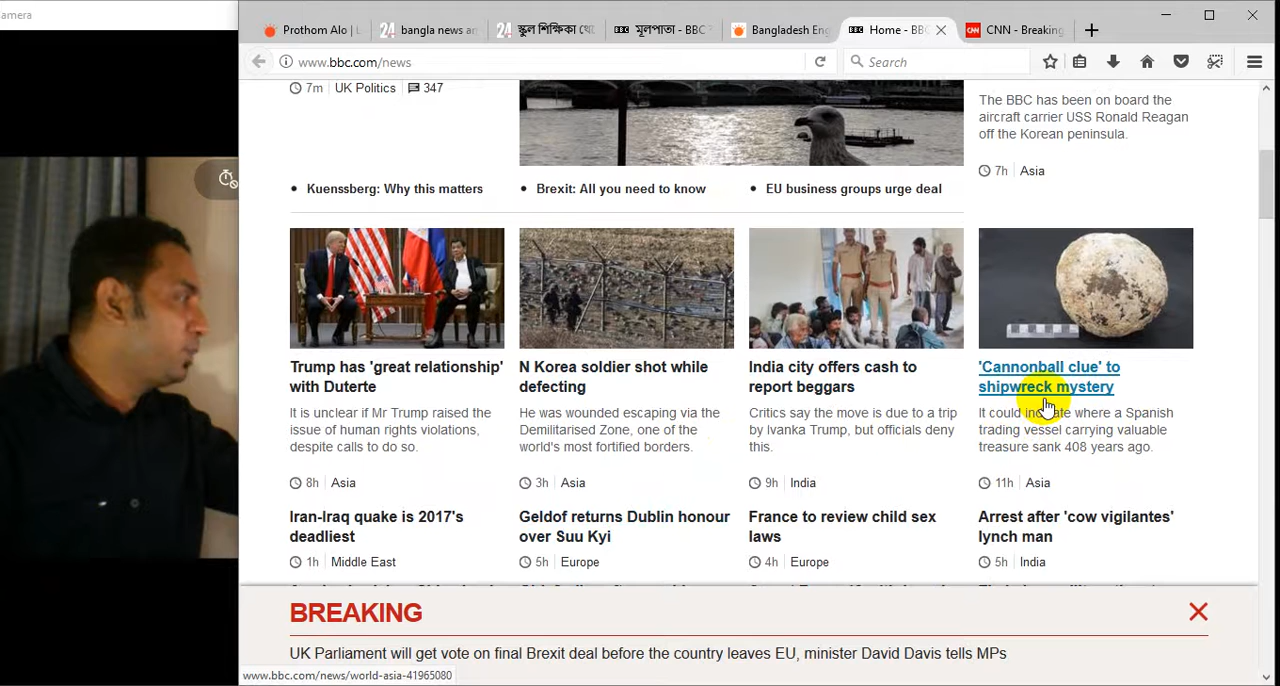 amera
Prothom Alo | L
bangla news ag
স্কুল শিক্ষিকা থে
BBC মূলপাতা - BBC
Bangladesh Eng
BBC Home - BBC
CNN CNN - Breaking
www.bbc.com/news
Search
7m UK Politics 347
The BBC has been on board the
aircraft carrier USS Ronald Reagan
off the Korean peninsula.
7h Asia
Kuenssberg: Why this matters
Brexit: All you need to know
EU business groups urge deal
Trump has 'great relationship'
with Duterte
It is unclear if Mr Trump raised the
issue of human rights violations,
despite calls to do so.
8h Asia
N Korea soldier shot while
defecting
He was wounded escaping via the
Demilitarised Zone, one of the
world's most fortified borders.
3h Asia
India city offers cash to
report beggars
Critics say the move is due to a trip
by Ivanka Trump, but officials deny
this.
9h India
'Cannonball clue' to
shipwreck mystery
It could indicate where a Spanish
trading vessel carrying valuable
treasure sank 408 years ago.
11h Asia
Iran-Iraq quake is 2017's
deadliest
1h Middle East
Geldof returns Dublin honour
over Suu Kyi
5h Europe
France to review child sex
laws
4h Europe
Arrest after 'cow vigilantes'
lynch man
5h India
BREAKING
UK Parliament will get vote on final Brexit deal before the country leaves EU, minister David Davis tells MPs
www.bbc.com/news/world-asia-41965080